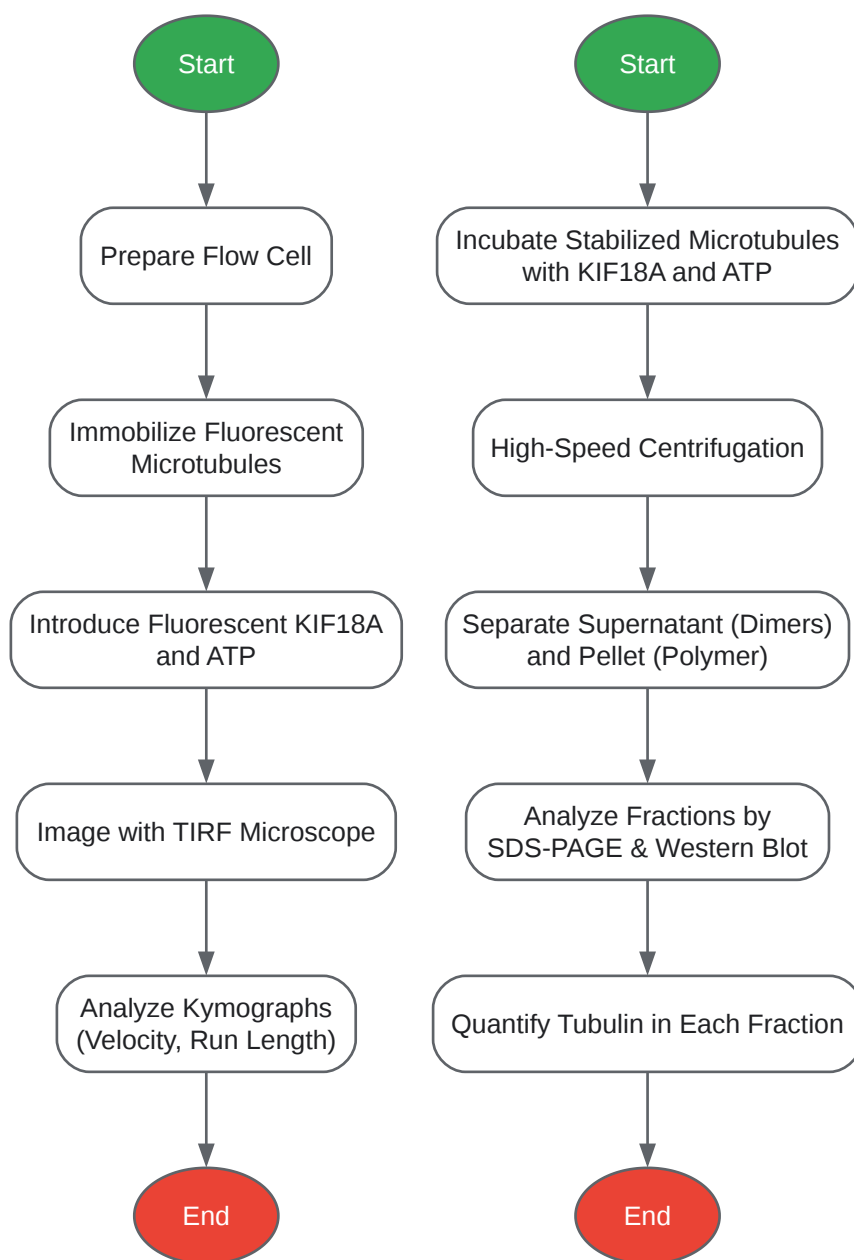 Start
Prepare Flow Cell
Immobilize Fluorescent
Microtubules
Introduce Fluorescent KIF18A
and ATP
Image with TIRF Microscope
Analyze Kymographs
(Velocity, Run Length)
End
Start
Incubate Stabilized Microtubules
with KIF18A and ATP
High-Speed Centrifugation
Separate Supernatant (Dimers)
and Pellet (Polymer)
Analyze Fractions by
SDS-PAGE & Western Blot
Quantify Tubulin in Each Fraction
End